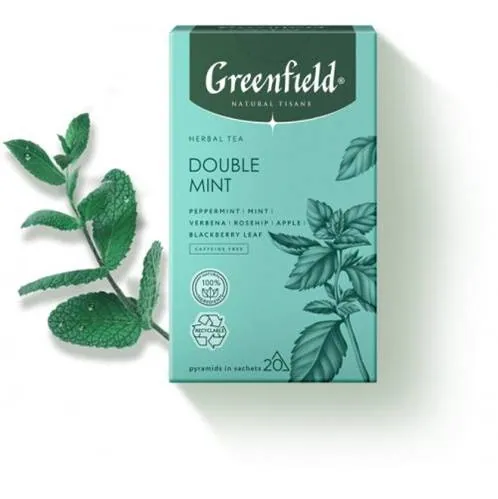 Greenfield®
NATURAL TISANE
HERBAL TEA
DOUBLE
MINT
PEPPERMINT | MINT |
VERBENA | ROSEHIP | APPLE |
BLACKBERRY LEAF
CAFFEINE FREE
100%
RECYCLABLE
pyramids in sachets 20